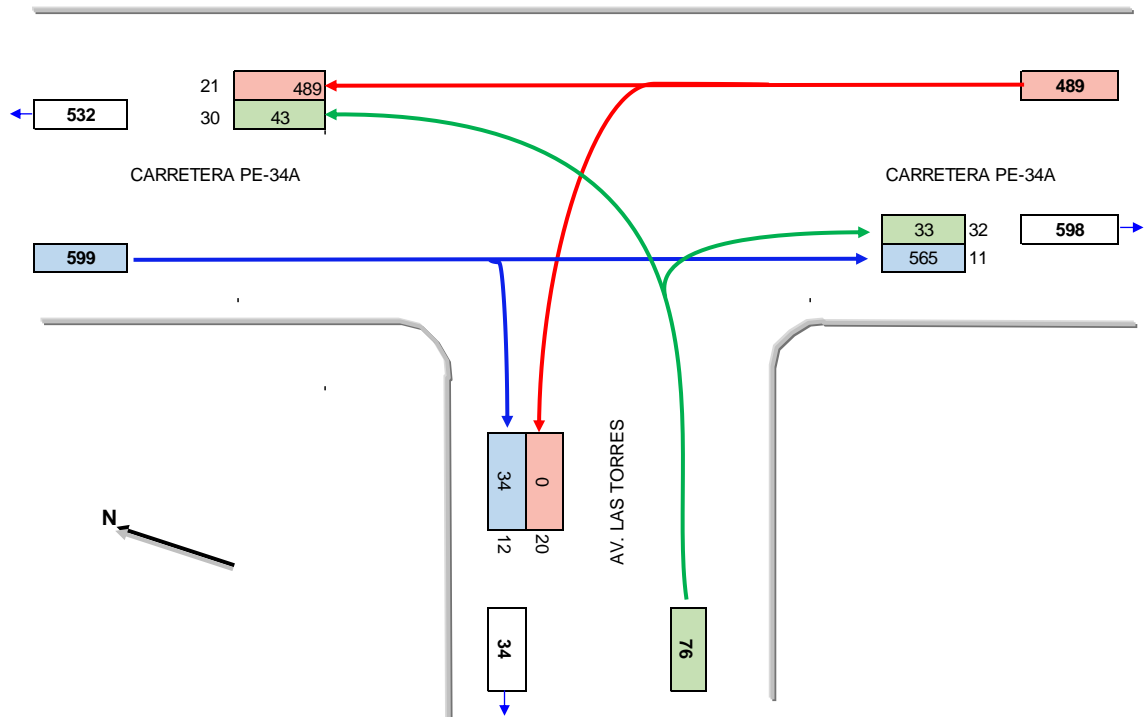 21 489 489
532 30 43
CARRETERA PE-34A CARRETERA PE-34A
33 32 598
599 565 11
34 0
12 20
AV. LAS TORRES
N
34 76